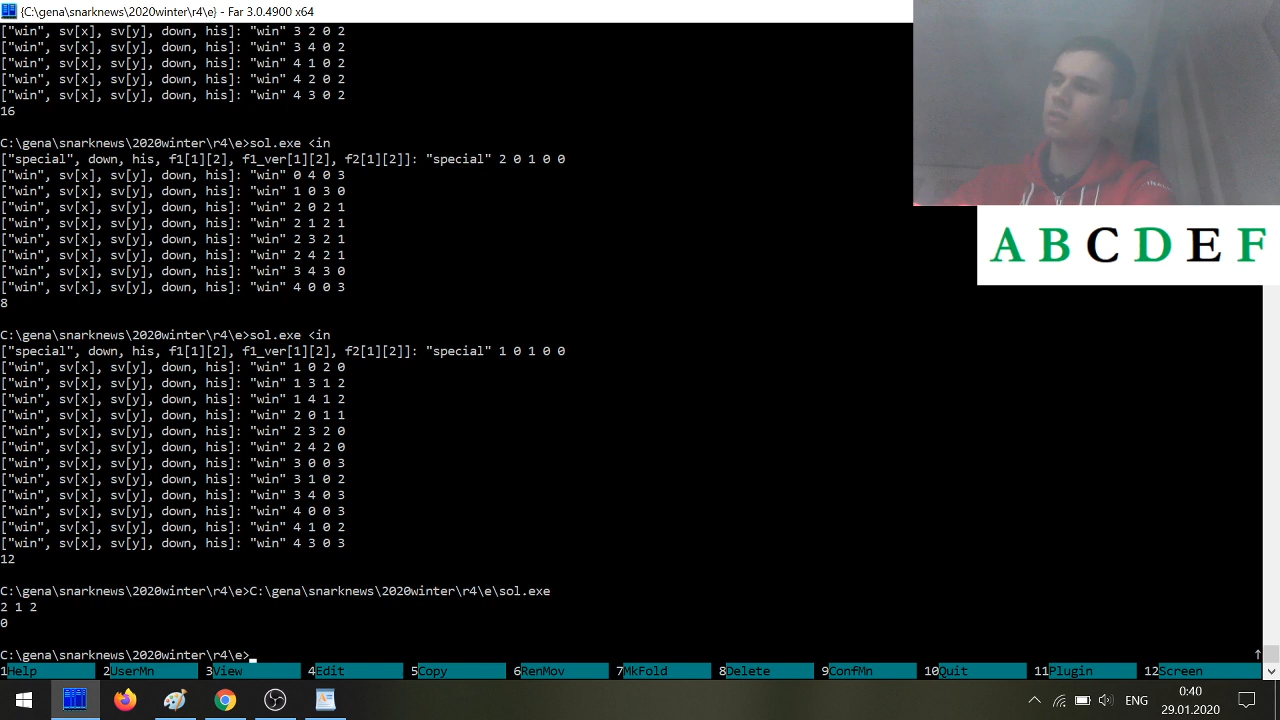 {C:\gena\snarknews\2020winter\r4\e} - Far 3.0.4900 x64
["win", sv[x], sv[y], down, his]: "win" 3 2 0 2
["win", sv[x], sv[y], down, his]: "win" 3 4 0 2
["win", sv[x], sv[y], down, his]: "win" 4 1 0 2
["win", sv[x], sv[y], down, his]: "win" 4 2 0 2
["win", sv[x], sv[y], down, his]: "win" 4 3 0 2
16
C:\gena\snarknews\2020winter\r4\e>sol.exe <in
["special", down, his, f1[1][2], f1_ver[1][2], f2[1][2]]: "special" 2 0 1 0 0
["win", sv[x], sv[y], down, his]: "win" 0 4 0 3
["win", sv[x], sv[y], down, his]: "win" 1 0 3 0
["win", sv[x], sv[y], down, his]: "win" 2 0 2 1
["win", sv[x], sv[y], down, his]: "win" 2 1 2 1
["win", sv[x], sv[y], down, his]: "win" 2 3 2 1
["win", sv[x], sv[y], down, his]: "win" 2 4 2 1
["win", sv[x], sv[y], down, his]: "win" 3 4 3 0
["win", sv[x], sv[y], down, his]: "win" 4 0 0 3
8
C:\gena\snarknews\2020winter\r4\e>sol.exe <in
["special", down, his, f1[1][2], f1_ver[1][2], f2[1][2]]: "special" 1 0 1 0 0
["win", sv[x], sv[y], down, his]: "win" 1 0 2 0
["win", sv[x], sv[y], down, his]: "win" 1 3 1 2
["win", sv[x], sv[y], down, his]: "win" 1 4 1 2
["win", sv[x], sv[y], down, his]: "win" 2 0 1 1
["win", sv[x], sv[y], down, his]: "win" 2 3 2 0
["win", sv[x], sv[y], down, his]: "win" 2 4 2 0
["win", sv[x], sv[y], down, his]: "win" 3 0 0 3
["win", sv[x], sv[y], down, his]: "win" 3 1 0 2
["win", sv[x], sv[y], down, his]: "win" 3 4 0 3
["win", sv[x], sv[y], down, his]: "win" 4 0 0 3
["win", sv[x], sv[y], down, his]: "win" 4 1 0 2
["win", sv[x], sv[y], down, his]: "win" 4 3 0 3
12
C:\gena\snarknews\2020winter\r4\e>C:\gena\snarknews\2020winter\r4\e\sol.exe
2 1 2
0
C:\gena\snarknews\2020winter\r4\e>
1Help 2UserMn 3View 4Edit 5Copy 6RenMov 7MkFold 8Delete 9ConfMn 10Quit 11Plugin 12Screen
A B C D E F
ENG
0:40
29.01.2020